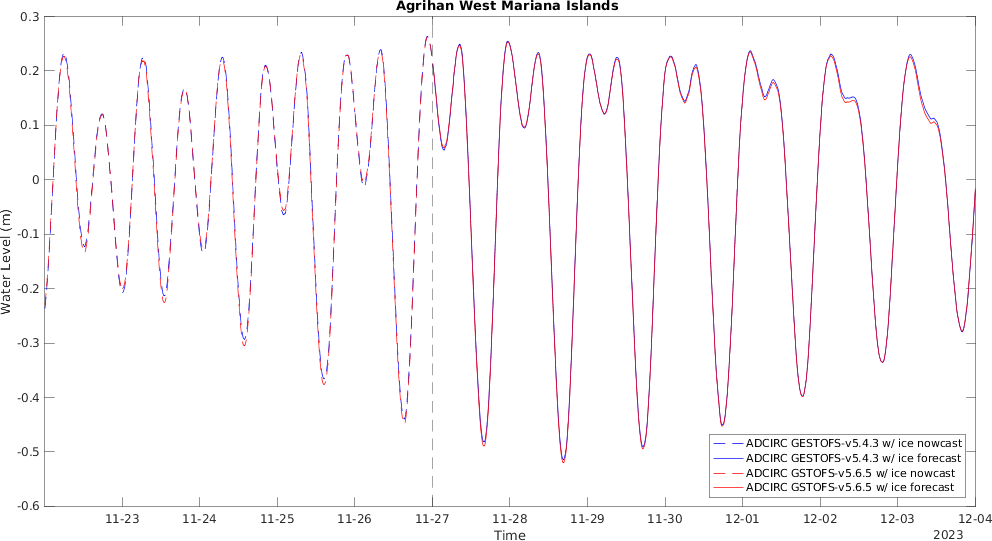 Agrihan West Mariana Islands
0.3
0.2
0.1
0
-0.1
-0.2
-0.3
-0.4
-0.5
-0.6
Water Level (m)
11-23 11-24 11-25 11-26 11-27 11-28 11-29 11-30 12-01 12-02 12-03 12-04
Time
2023
ADCIRC GESTOFS-v5.4.3 w/ ice nowcast
ADCIRC GESTOFS-v5.4.3 w/ ice forecast
ADCIRC GSTOFS-v5.6.5 w/ ice nowcast
ADCIRC GSTOFS-v5.6.5 w/ ice forecast